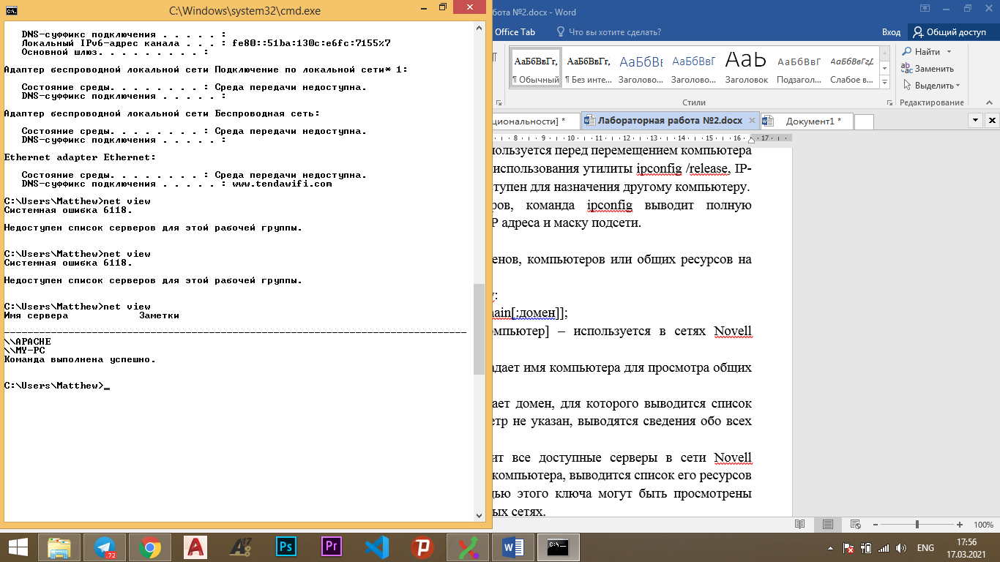 C:\Windows\system32\cmd.exe
DNS-суффикс подключения . . . . . :
Локальный IPv6-адрес канала . . . : fe80::51ba:130c:e6fc:7155%7
Основной шлюз. . . . . . . . . :
Адаптер беспроводной локальной сети Подключение по локальной сети* 1:
Состояние среды. . . . . . . . : Среда передачи недоступна.
DNS-суффикс подключения . . . . . :
Адаптер беспроводной локальной сети Беспроводная сеть:
Состояние среды. . . . . . . . : Среда передачи недоступна.
DNS-суффикс подключения . . . . . :
Ethernet adapter Ethernet:
Состояние среды. . . . . . . . : Среда передачи недоступна.
DNS-суффикс подключения . . . . . : www.tendawifi.com
C:\Users\Matthew>net view
Системная ошибка 6118.
Недоступен список серверов для этой рабочей группы.
C:\Users\Matthew>net view
Системная ошибка 6118.
Недоступен список серверов для этой рабочей группы.
C:\Users\Matthew>net view
Имя сервера Заметки
-------------------------------------------------------------------------------
\\APACHE
\\MY-PC
Команда выполнена успешно.
C:\Users\Matthew>_
бота №2.docx - Word
Office Tab Что вы хотите сделать? Вход Общий доступ
АаБбВвГг, АаБбВвГг, АаБбВ АаБбВвГ АаЬ АаБбВвГ АаБбВвГгД
¶ Обычный ¶ Без инте... Заголово... Заголово... Заголовок Подзагол... Слабое в...
Найти
Заменить
Выделить
Стили Редактирование
циональности] * Лабораторная работа №2.docx Документ1 *
8 9 10 11 12 13 14 15 16 17
пользуется перед перемещением компьютера
использования утилиты ipconfig /release, IP-
ступен для назначения другому компьютеру.
ров, команда ipconfig выводит полную
P адреса и маску подсети.
енов, компьютеров или общих ресурсов на
main[:домен]];
омпьютер] – используется в сетях Novell
адает имя компьютера для просмотра общих
ает домен, для которого выводится список
етр не указан, выводятся сведения обо всех
ит все доступные серверы в сети Novell
компьютера, выводится список его ресурсов
дью этого ключа могут быть просмотрены
ых сетях.
100%
.72 A 17 Ps Pr P ENG 17:56
17.03.2021